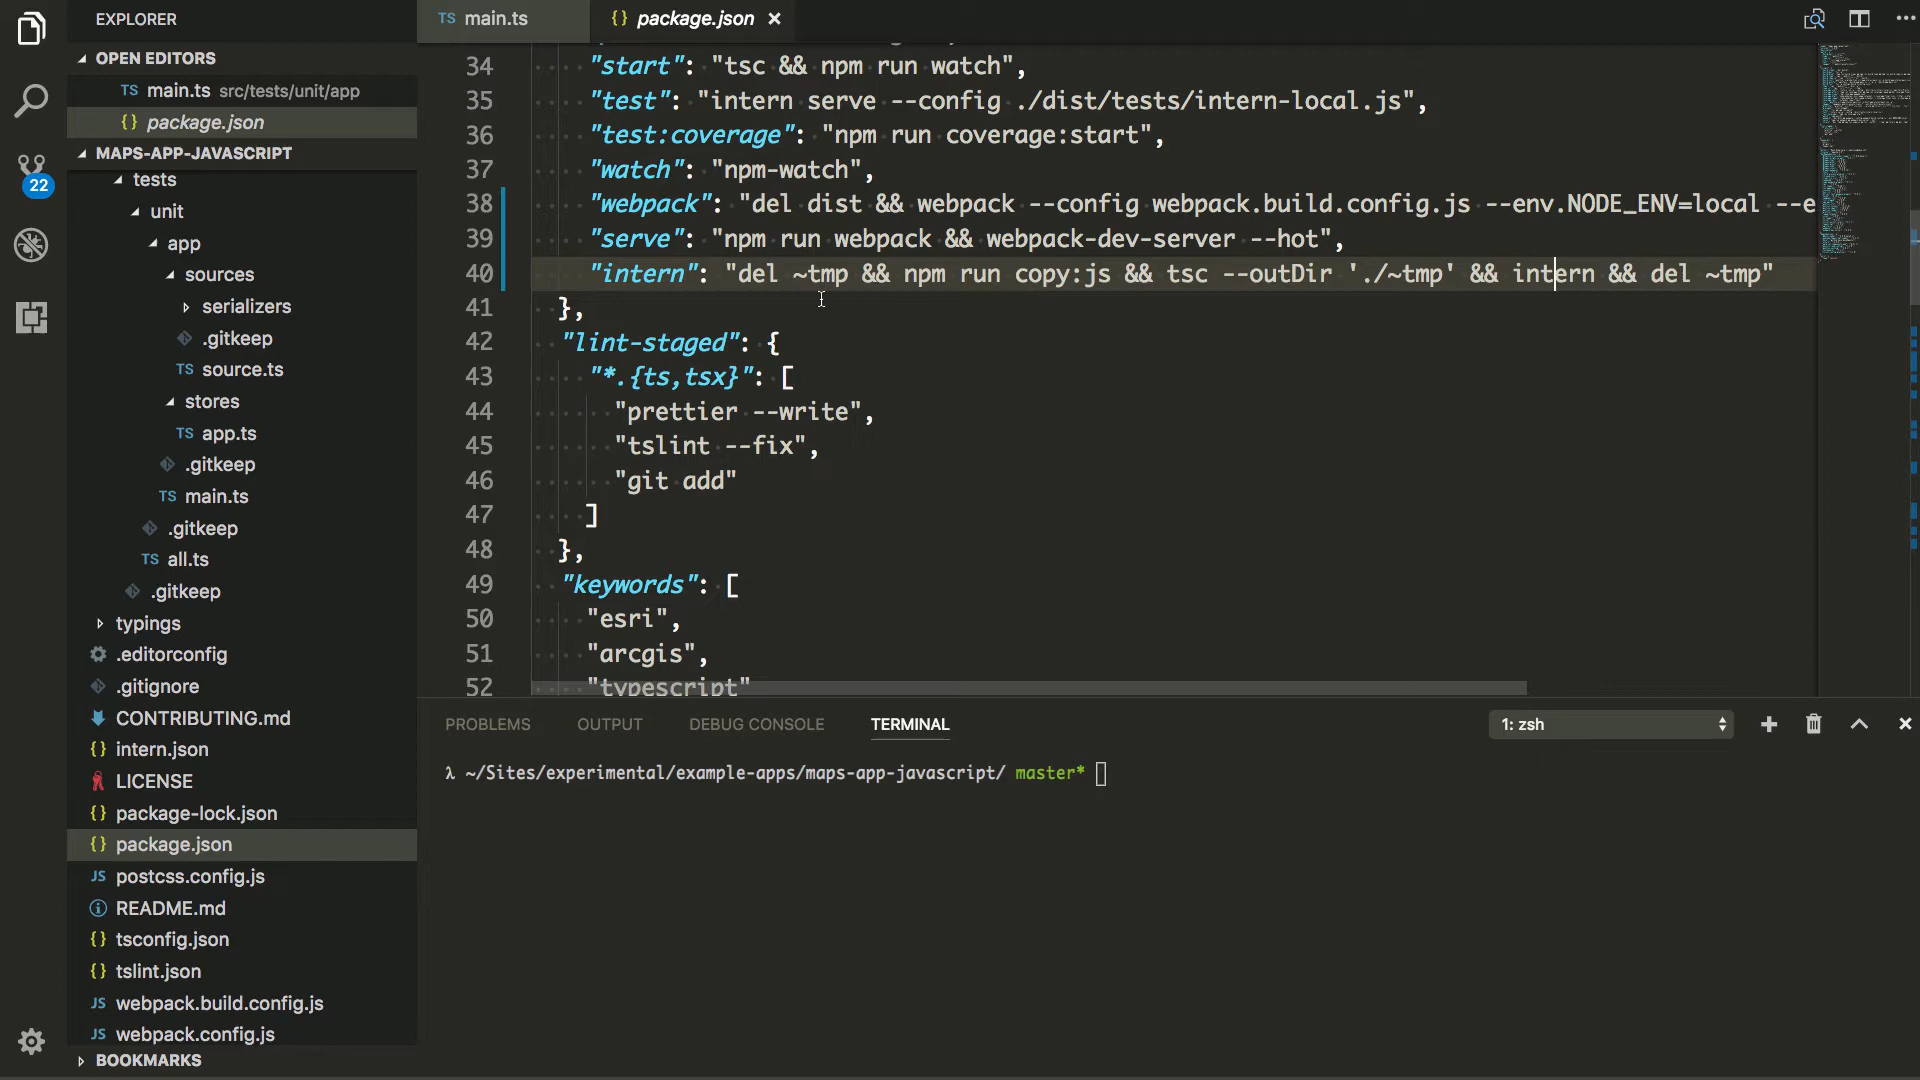 EXPLORER
OPEN EDITORS
TS main.ts src/tests/unit/app
{} package.json
MAPS-APP-JAVASCRIPT
tests
unit
app
sources
serializers
.gitkeep
TS source.ts
stores
TS app.ts
.gitkeep
TS main.ts
.gitkeep
TS all.ts
.gitkeep
typings
.editorconfig
.gitignore
CONTRIBUTING.md
{} intern.json
LICENSE
{} package-lock.json
{} package.json
JS postcss.config.js
README.md
{} tsconfig.json
{} tslint.json
JS webpack.build.config.js
JS webpack.config.js
BOOKMARKS
22
TS main.ts
{} package.json
34 "start": "tsc && npm run watch",
35 "test": "intern serve --config ./dist/tests/intern-local.js",
36 "test:coverage": "npm run coverage:start",
37 "watch": "npm-watch",
38 "webpack": "del dist && webpack --config webpack.build.config.js --env.NODE_ENV=local --e
39 "serve": "npm run webpack && webpack-dev-server --hot",
40 "intern": "del ~tmp && npm run copy:js && tsc --outDir './~tmp' && intern && del ~tmp"
41 },
42 "lint-staged": {
43 "*.{ts,tsx}": [
44 "prettier --write",
45 "tslint --fix",
46 "git add"
47 ]
48 },
49 "keywords": [
50 "esri",
51 "arcgis",
52 "typescript"
PROBLEMS OUTPUT DEBUG CONSOLE TERMINAL 1: zsh
λ ~/Sites/experimental/example-apps/maps-app-javascript/ master*